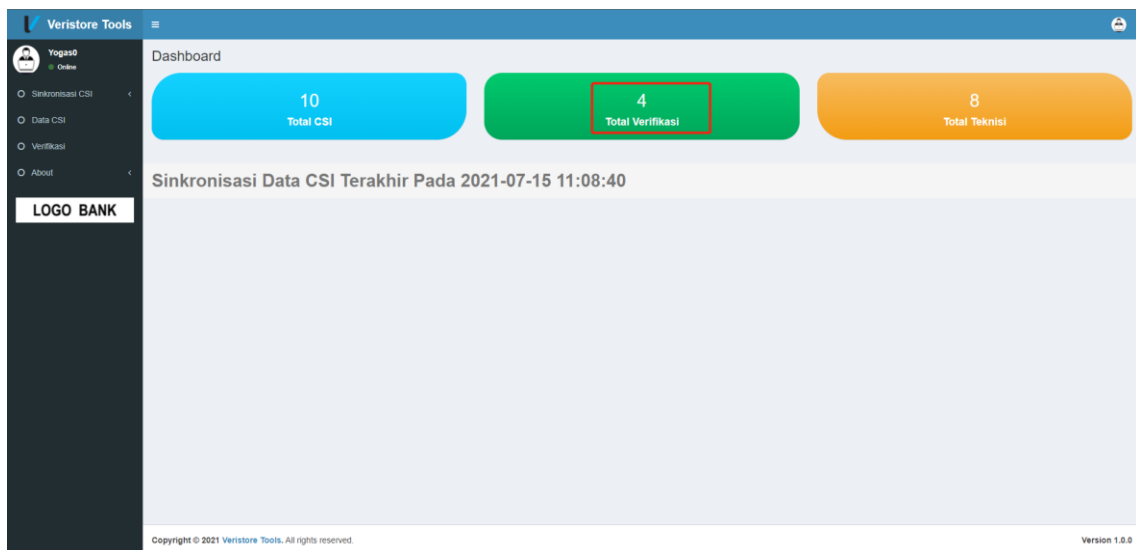 Veristore Tools
Yogas0
Online
Sinkronisasi CSI
Data CSI
Verifikasi
About
LOGO BANK
Dashboard
10
Total CSI
4
Total Verifikasi
8
Total Teknisi
Sinkronisasi Data CSI Terakhir Pada 2021-07-15 11:08:40
Copyright © 2021 Veristore Tools. All rights reserved.
Version 1.0.0